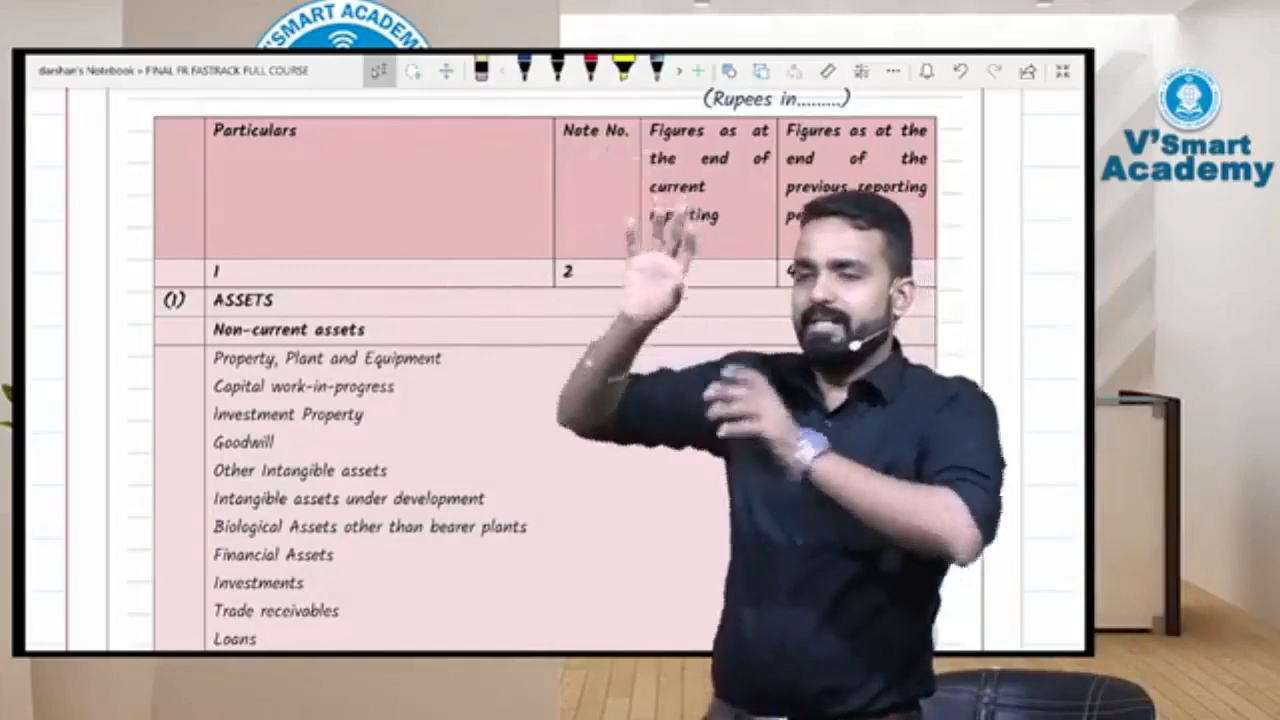 V'SMART ACADEMY
darshan's Notebook » FINAL FR FASTRACK FULL COURSE
(Rupees in.........)
Particulars
Note No.
Figures as at
the end of
current
Figures as at the
end of the
previous reporting
1
2
(1) ASSETS
Non-current assets
Property, Plant and Equipment
Capital work-in-progress
Investment Property
Goodwill
Other Intangible assets
Intangible assets under development
Biological Assets other than bearer plants
Financial Assets
Investments
Trade receivables
Loans
V'Smart
Academy